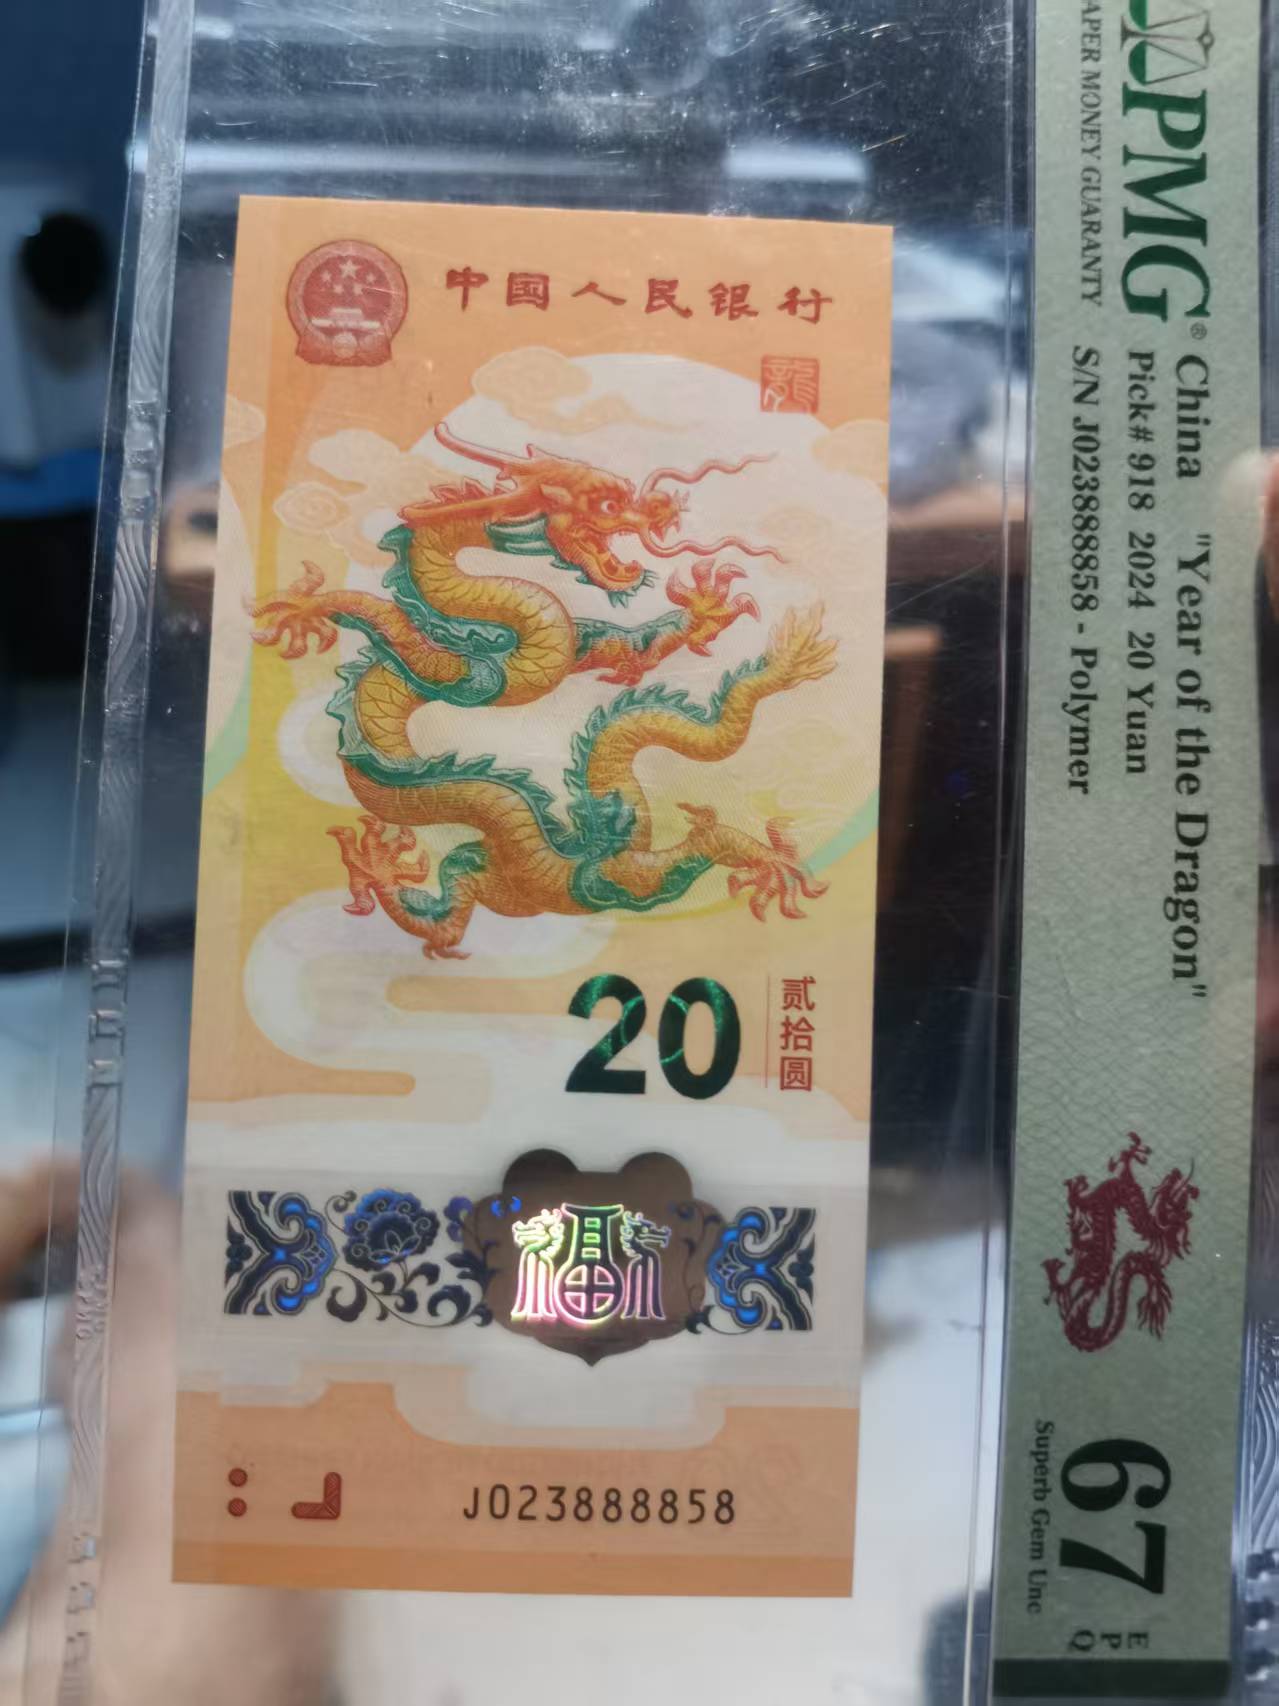 中国人民银行
龍
20
贰拾圆
J023888858
PMG®
PAPER MONEY GUARANTY
China "Year of the Dragon"
Pick# 918 2024 20 Yuan
S/N J023888858 - Polymer
67 EPQ
Superb Gem Unc